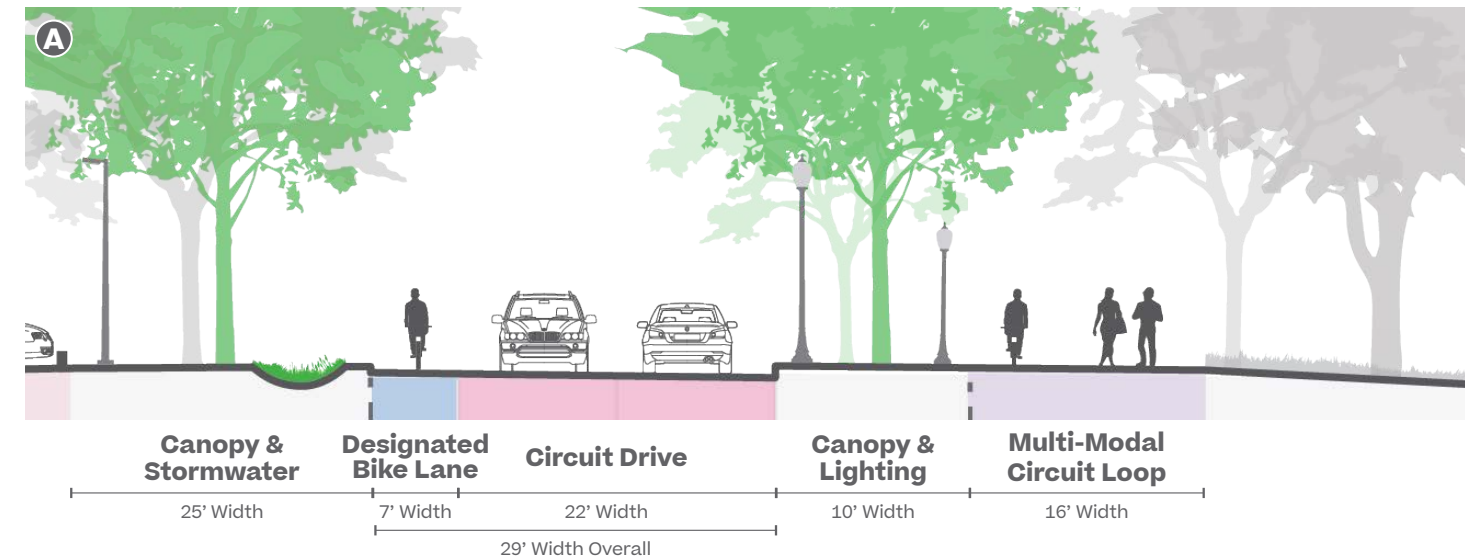 A
Canopy &
Stormwater
Designated
Bike Lane
Circuit Drive
Canopy &
Lighting
Multi-Modal
Circuit Loop
25’ Width
7’ Width
22’ Width
10’ Width
16’ Width
29’ Width Overall